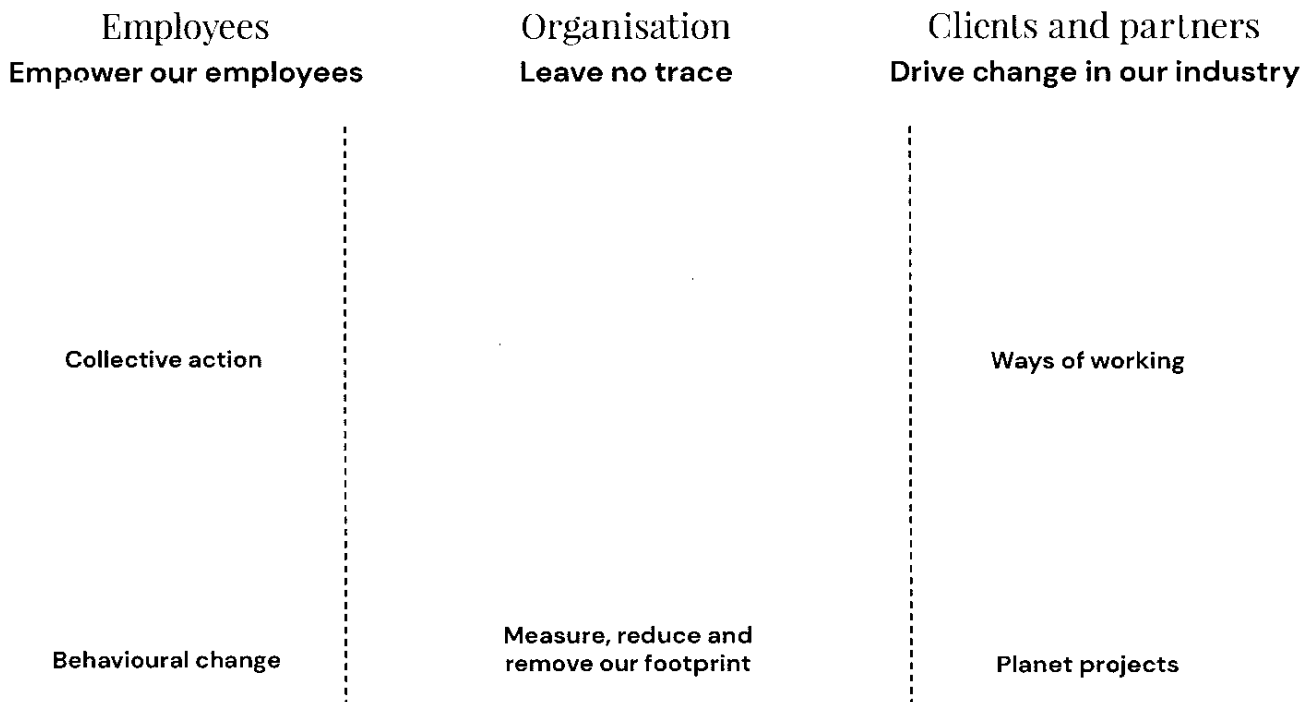 Employees
Empower our employees
Organisation
Leave no trace
Clients and partners
Drive change in our industry
Collective action
Ways of working
Behavioural change
Measure, reduce and
remove our footprint
Planet projects